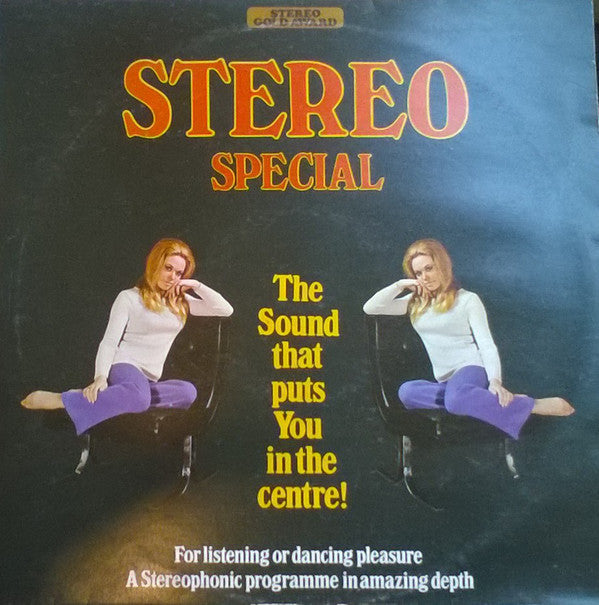 STEREO
GOLD AWARD
STEREO
SPECIAL
The
Sound
that
puts
You
in the
centre!
For listening or dancing pleasure
A Stereophonic programme in amazing depth